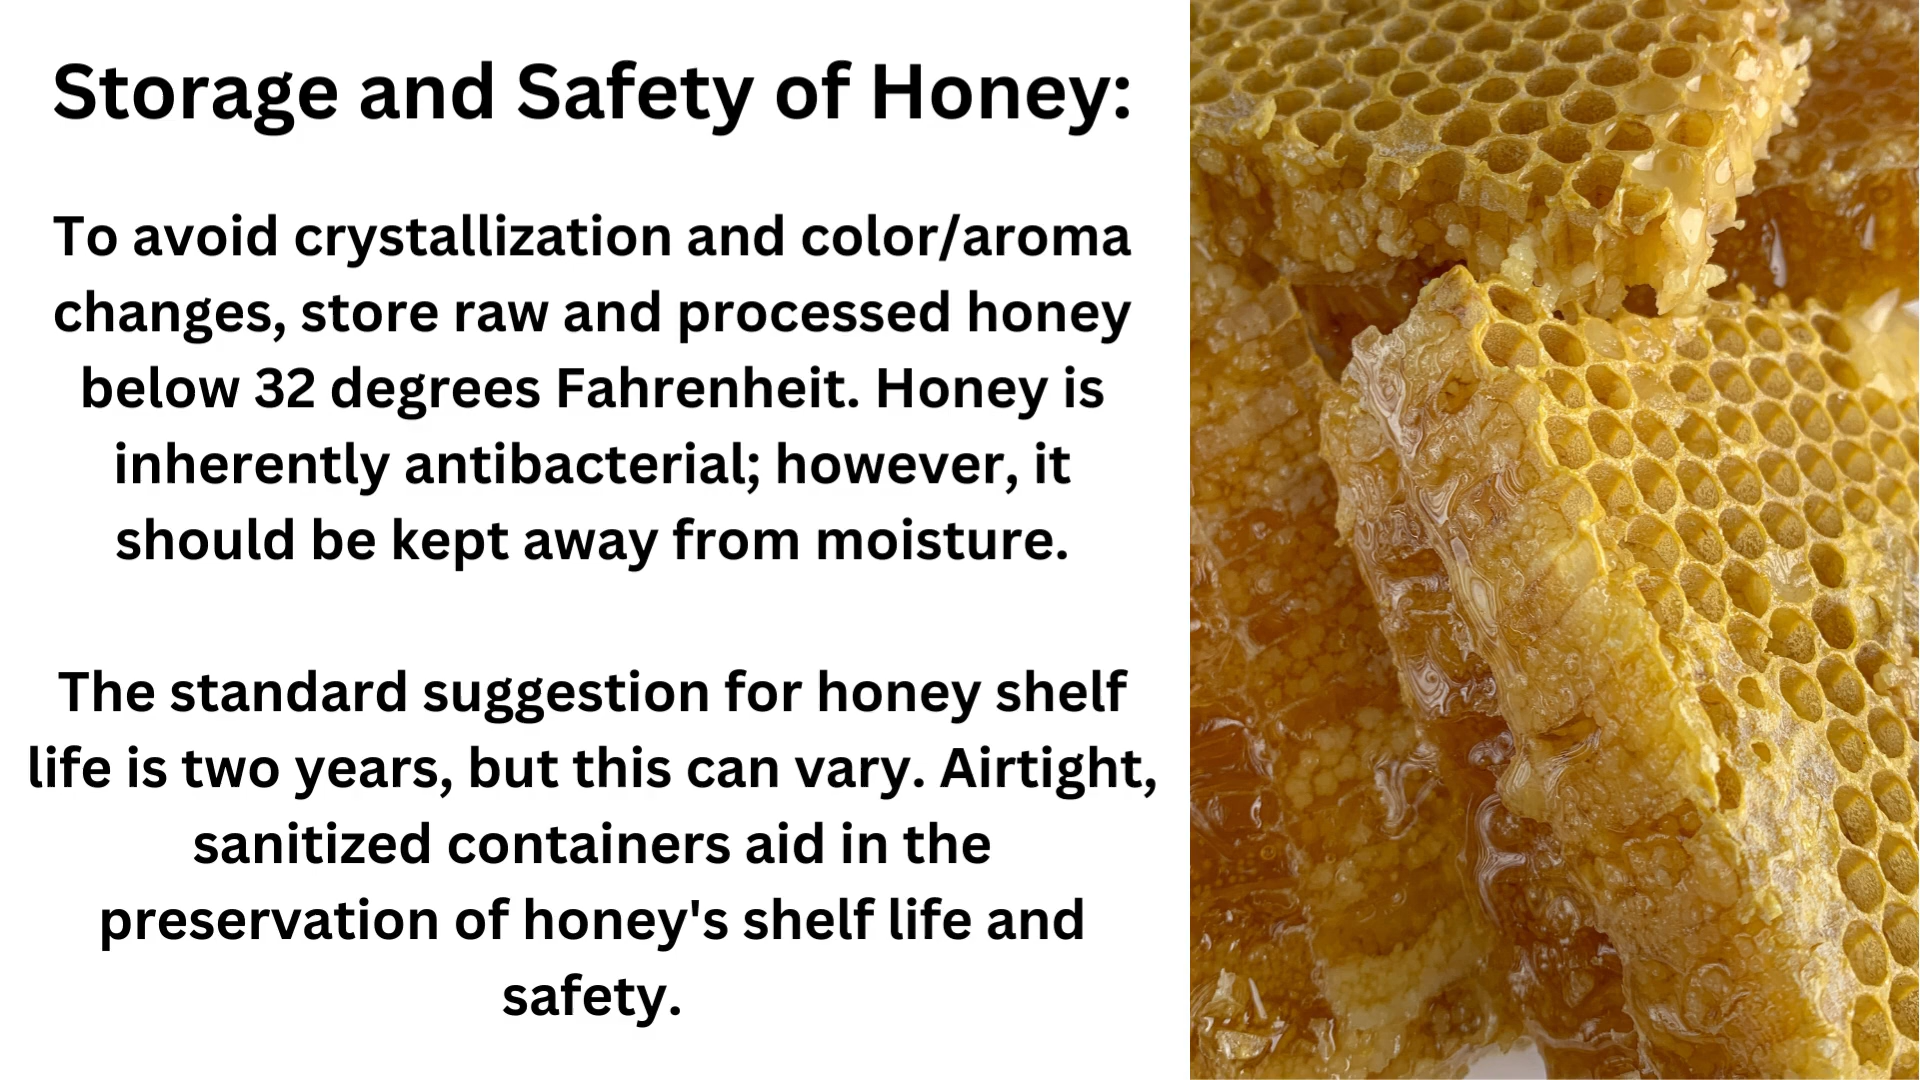 Storage and Safety of Honey:
To avoid crystallization and color/aroma
changes, store raw and processed honey
below 32 degrees Fahrenheit. Honey is
inherently antibacterial; however, it
should be kept away from moisture.
The standard suggestion for honey shelf
life is two years, but this can vary. Airtight,
sanitized containers aid in the
preservation of honey's shelf life and
safety.